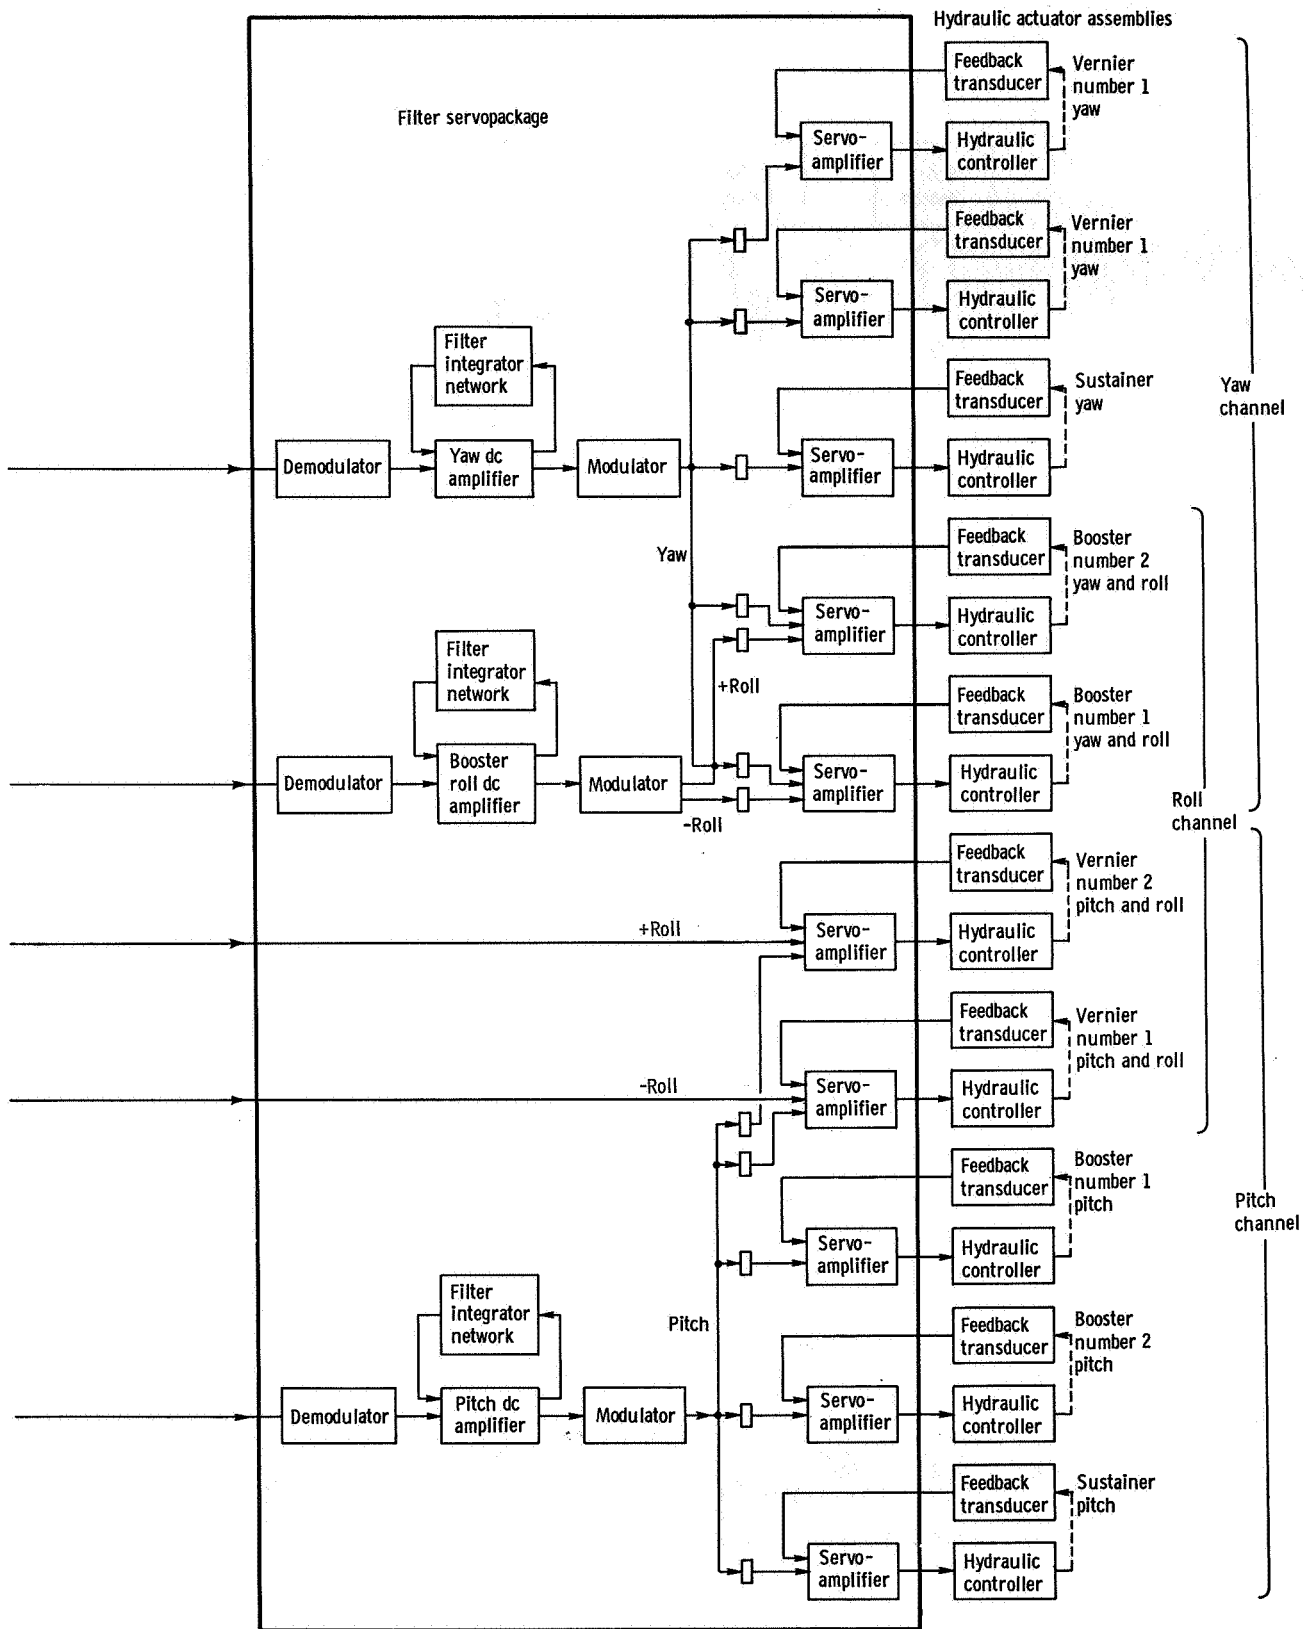 Hydraulic actuator assemblies
Filter servopackage
Feedback
transducer
Vernier
number 1
yaw
Servo-
amplifier
Hydraulic
controller
Feedback
transducer
Vernier
number 1
yaw
Servo-
amplifier
Hydraulic
controller
Filter
integrator
network
Feedback
transducer
Sustainer
yaw
Yaw
channel
Demodulator
Yaw dc
amplifier
Modulator
Servo-
amplifier
Hydraulic
controller
Yaw
Feedback
transducer
Booster
number 2
yaw and roll
Servo-
amplifier
Hydraulic
controller
Filter
integrator
network
+Roll
Feedback
transducer
Booster
number 1
yaw and roll
Demodulator
Booster
roll dc
amplifier
Modulator
-Roll
Servo-
amplifier
Hydraulic
controller
Roll
channel
Feedback
transducer
Vernier
number 2
pitch and roll
+Roll
Servo-
amplifier
Hydraulic
controller
Feedback
transducer
Vernier
number 1
pitch and roll
-Roll
Servo-
amplifier
Hydraulic
controller
Feedback
transducer
Booster
number 1
pitch
Pitch
channel
Servo-
amplifier
Hydraulic
controller
Filter
integrator
network
Pitch
Feedback
transducer
Booster
number 2
pitch
Demodulator
Pitch dc
amplifier
Modulator
Servo-
amplifier
Hydraulic
controller
Feedback
transducer
Sustainer
pitch
Servo-
amplifier
Hydraulic
controller